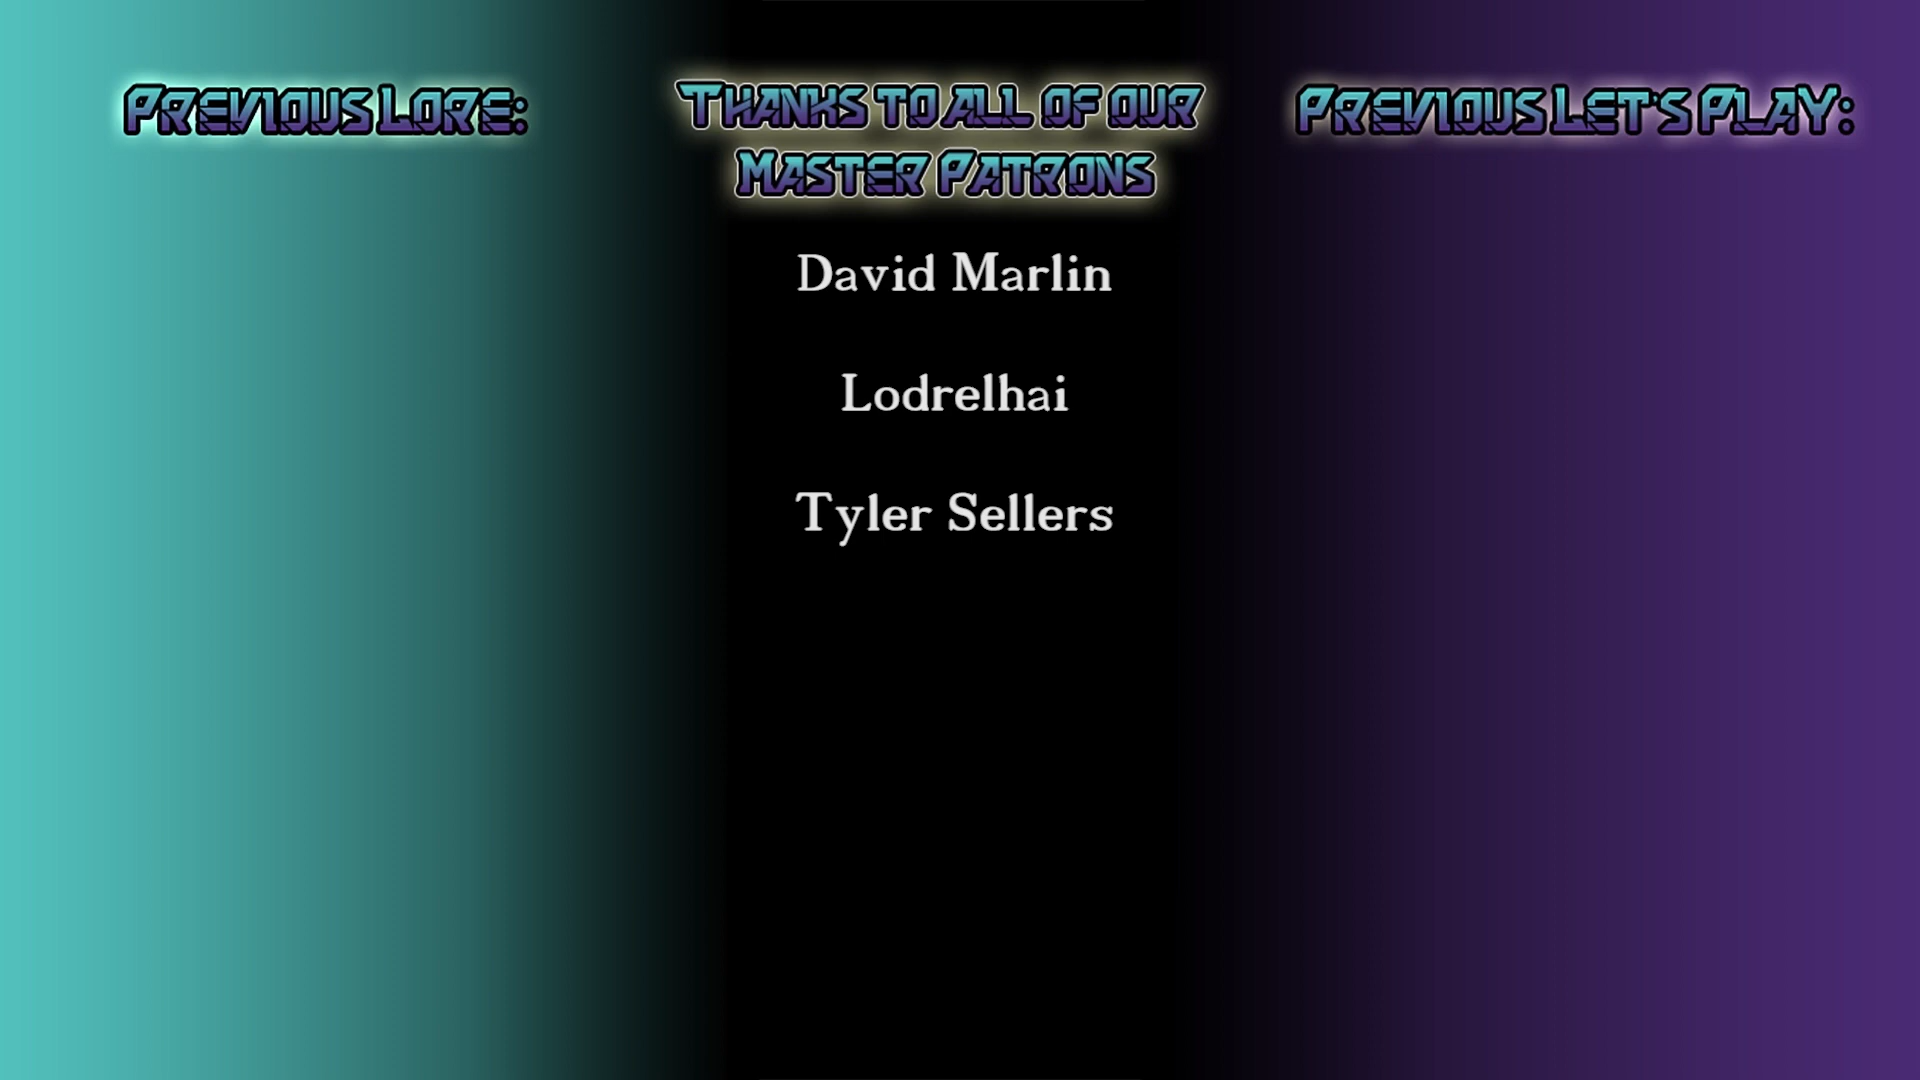 Previous Lore:
Thanks to all of our
Master Patrons
Previous Let's Play:
David Marlin
Lodrelhai
Tyler Sellers